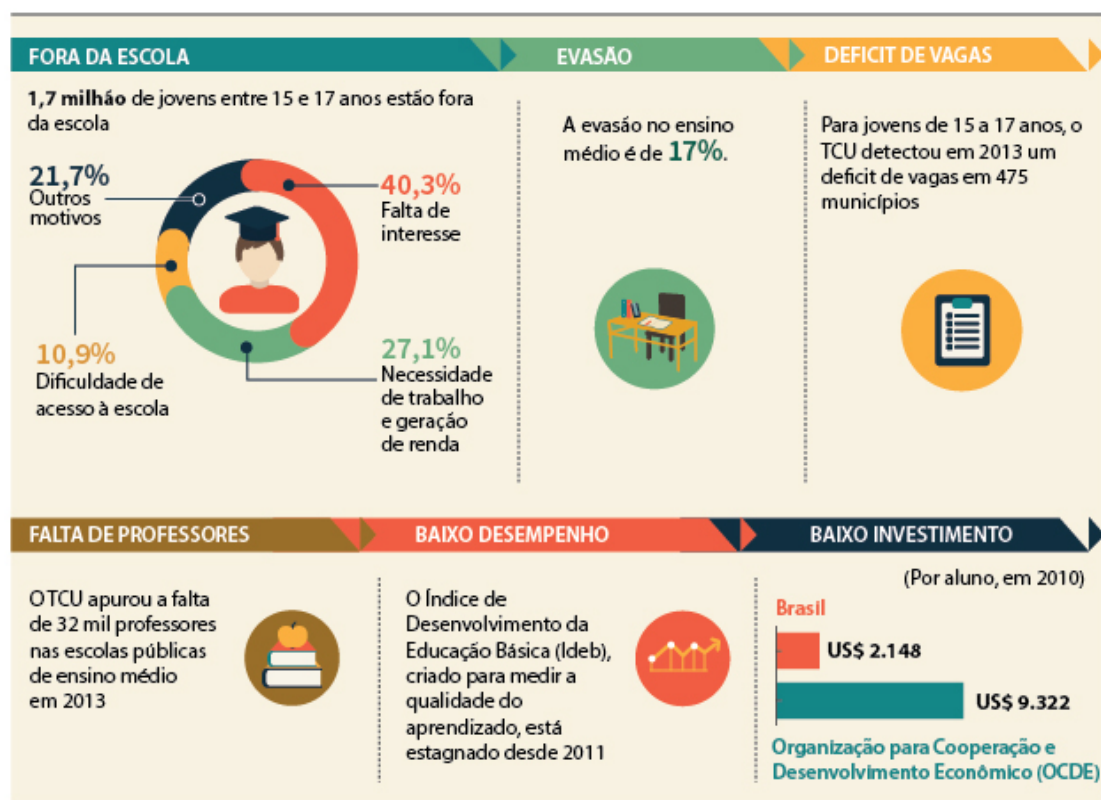 FORA DA ESCOLA
1,7 milhão de jovens entre 15 e 17 anos estão fora
da escola
21,7%
Outros
motivos
40,3%
Falta de
interesse
10,9%
Dificuldade de
acesso à escola
27,1%
Necessidade
de trabalho
e geração
de renda
EVASÃO
A evasão no ensino
médio é de 17%.
DEFICIT DE VAGAS
Para jovens de 15 a 17 anos, o
TCU detectou em 2013 um
deficit de vagas em 475
municípios
FALTA DE PROFESSORES
O TCU apurou a falta
de 32 mil professores
nas escolas públicas
de ensino médio
em 2013
BAIXO DESEMPENHO
O Índice de
Desenvolvimento da
Educação Básica (Ideb),
criado para medir a
qualidade do
aprendizado, está
estagnado desde 2011
BAIXO INVESTIMENTO
(Por aluno, em 2010)
Brasil
US$ 2.148
US$ 9.322
Organização para Cooperação e
Desenvolvimento Econômico (OCDE)